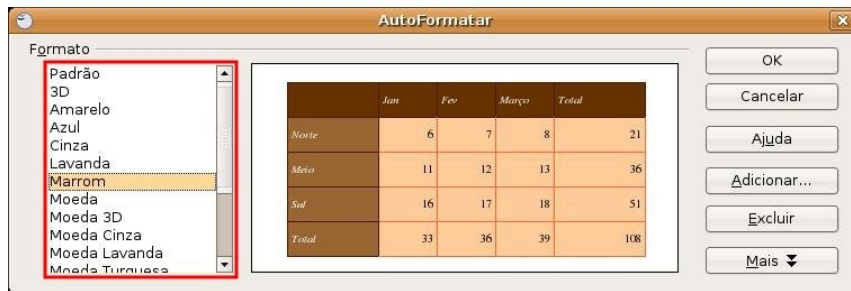 AutoFormatar
Formato
Padrão
3D
Amarelo
Azul
Cinza
Lavanda
Marrom
Moeda
Moeda 3D
Moeda Cinza
Moeda Lavanda
Moeda Turquesa
Jan Fev Março Total
Norte 6 7 8 21
Meio 11 12 13 36
Sul 16 17 18 51
Total 33 36 39 108
OK
Cancelar
Ajuda
Adicionar...
Excluir
Mais